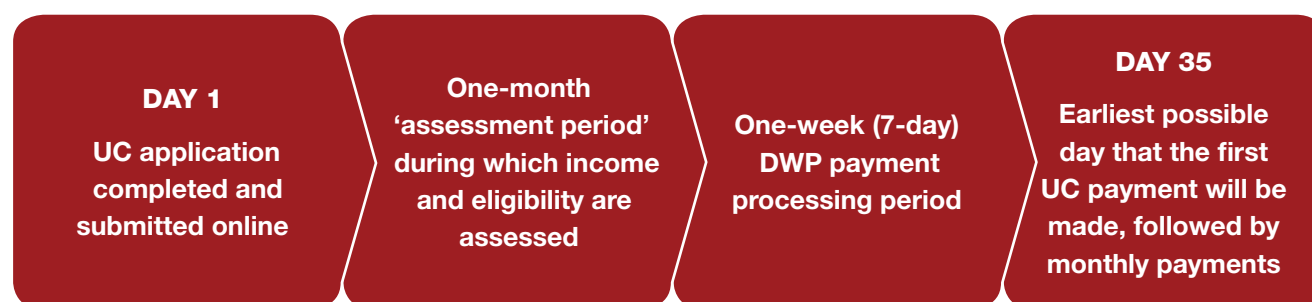 DAY 1
UC application
completed and
submitted online
One-month
‘assessment period’
during which income
and eligibility are
assessed
One-week (7-day)
DWP payment
processing period
DAY 35
Earliest possible
day that the first
UC payment will be
made, followed by
monthly payments